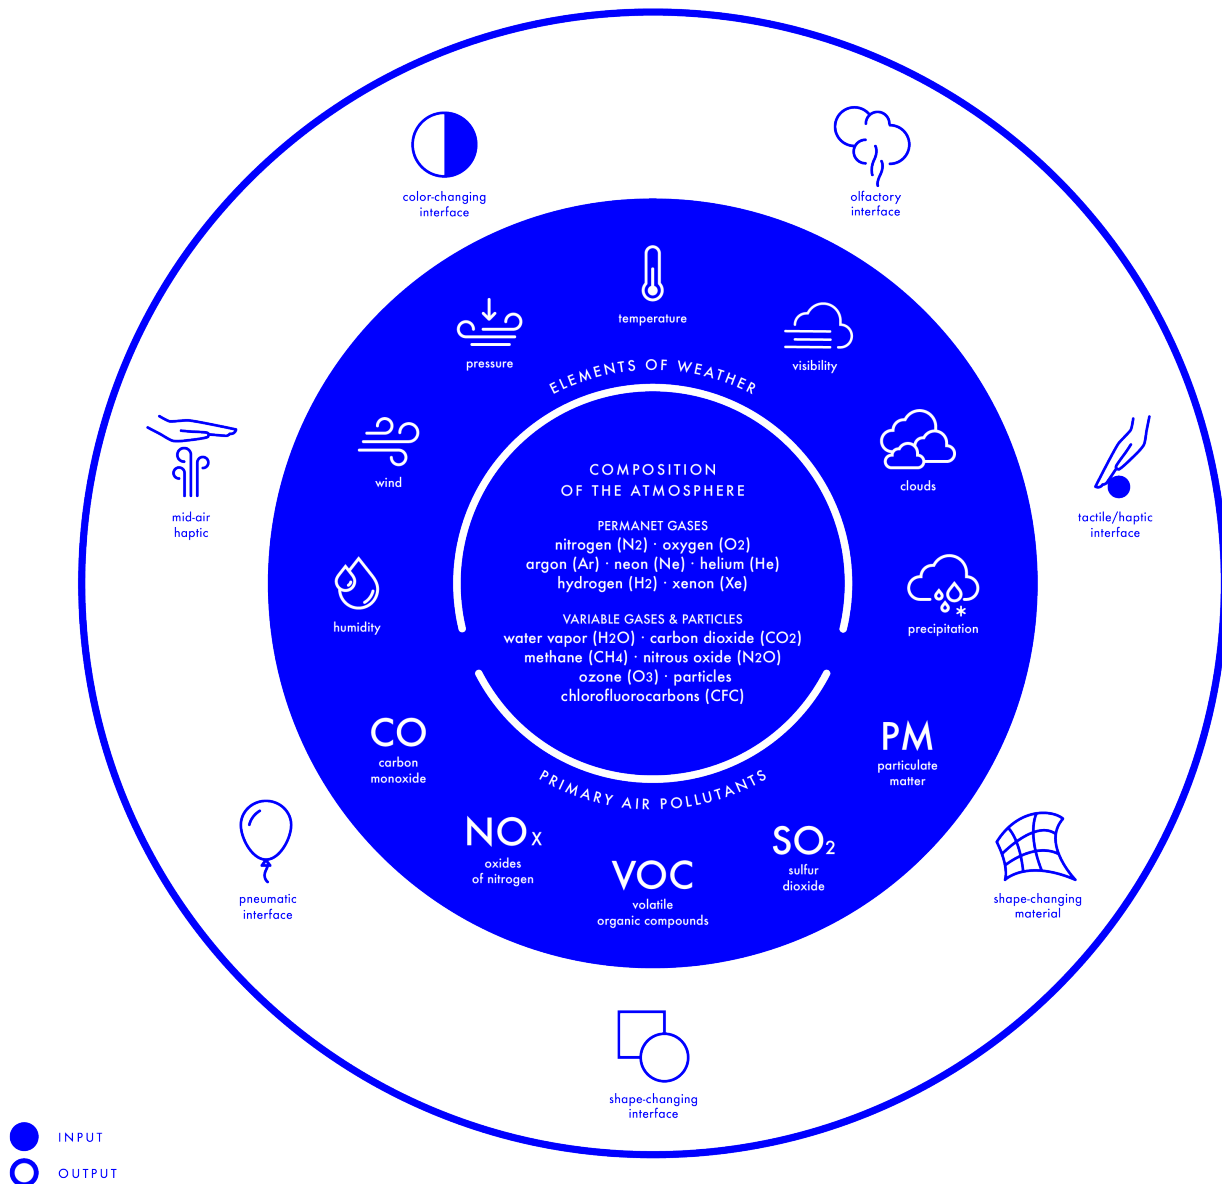 color-changing
interface
olfactory
interface
temperature
pressure
visibility
ELEMENTS OF WEATHER
wind
clouds
mid-air
haptic
tactile/haptic
interface
COMPOSITION
OF THE ATMOSPHERE
PERMANET GASES
nitrogen (N2) · oxygen (O2)
argon (Ar) · neon (Ne) · helium (He)
hydrogen (H2) · xenon (Xe)
VARIABLE GASES & PARTICLES
water vapor (H2O) · carbon dioxide (CO2)
methane (CH4) · nitrous oxide (N2O)
ozone (O3) · particles
chlorofluorocarbons (CFC)
humidity
precipitation
CO
carbon
monoxide
PM
particulate
matter
PRIMARY AIR POLLUTANTS
NOx
oxides
of nitrogen
VOC
volatile
organic compounds
SO2
sulfur
dioxide
pneumatic
interface
shape-changing
material
shape-changing
interface
INPUT
OUTPUT